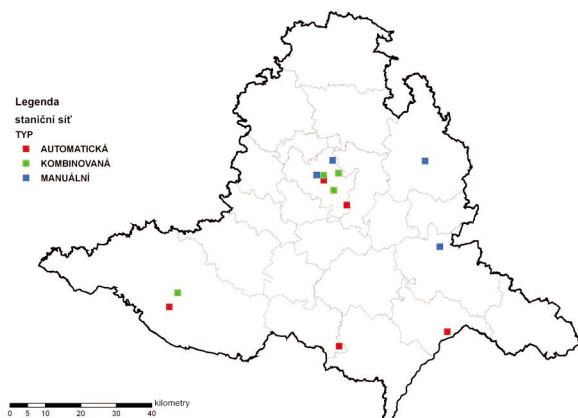 Legenda
staniční síť
TYP
AUTOMATICKÁ
KOMBINOVANÁ
MANUÁLNÍ
kilometry
0 5 10 20 30 40